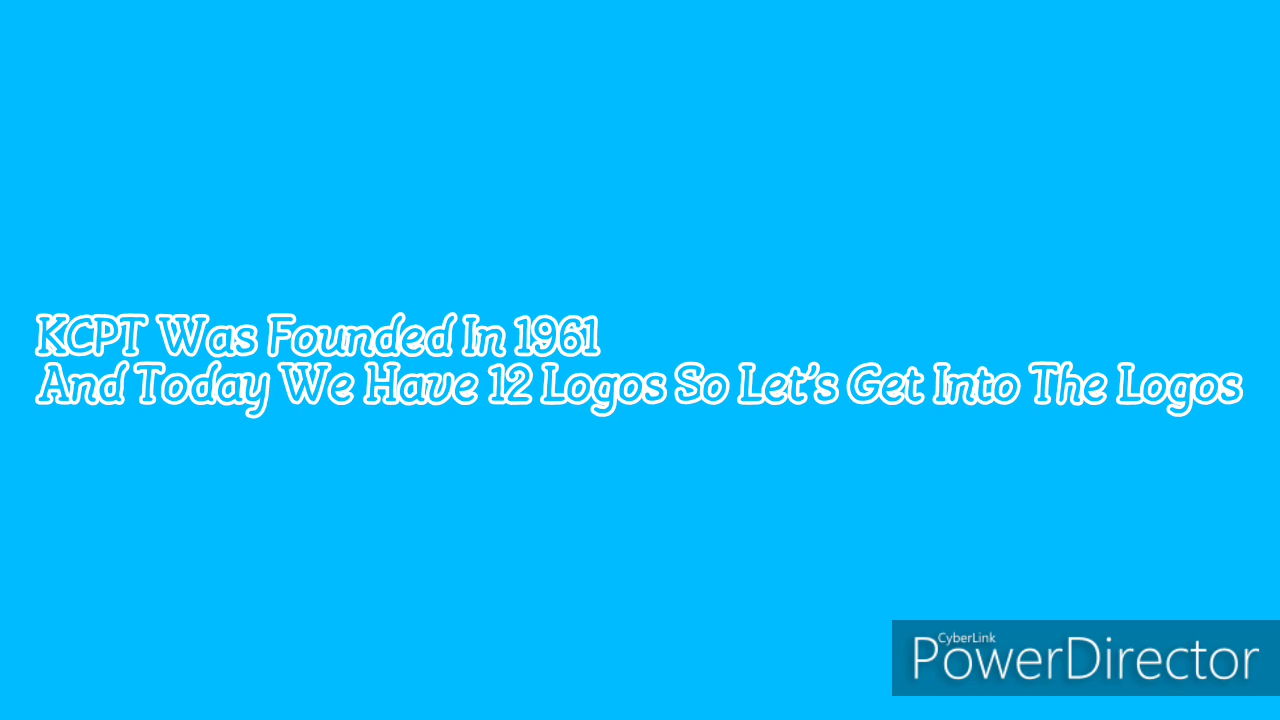 KCPT Was Founded In 1961
And Today We Have 12 Logos So Let's Get Into The Logos
CyberLink
PowerDirector